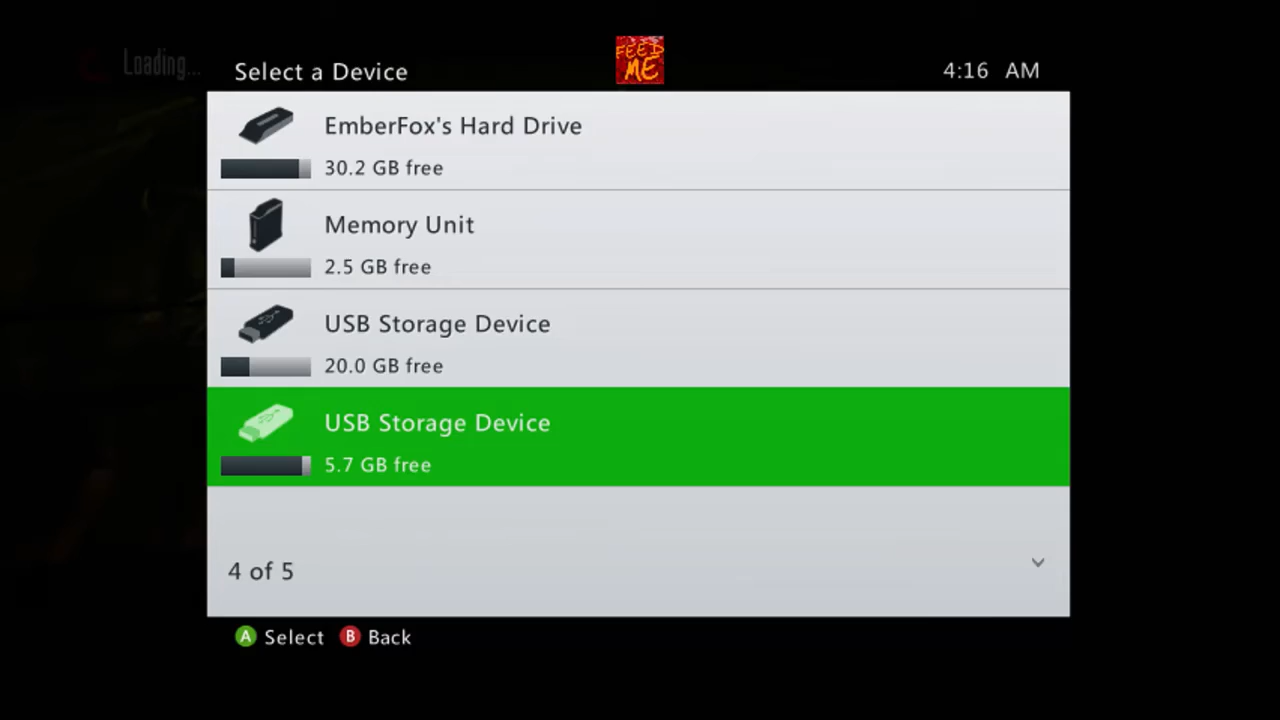 Loading...
Select a Device
FEED
ME
4:16 AM
EmberFox's Hard Drive
30.2 GB free
Memory Unit
2.5 GB free
USB Storage Device
20.0 GB free
USB Storage Device
5.7 GB free
4 of 5
A Select B Back